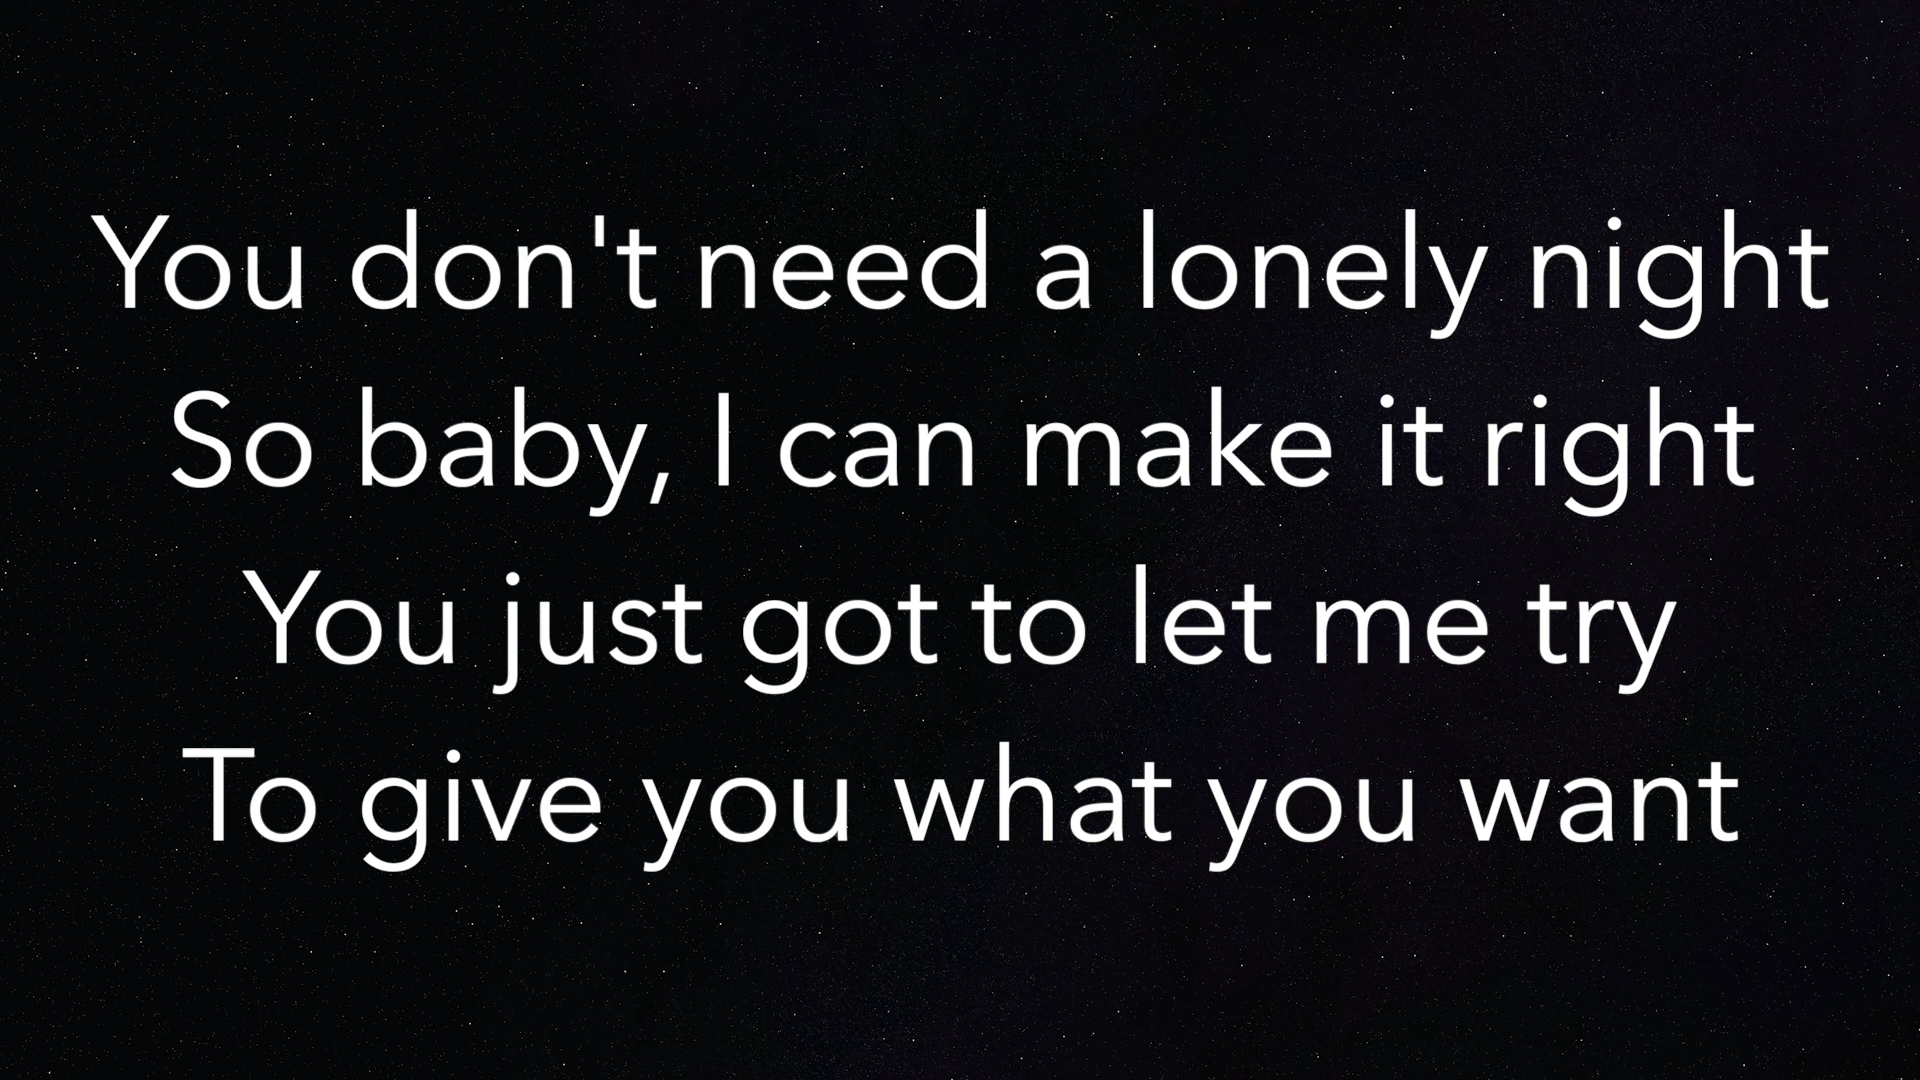 You don't need a lonely night
So baby, I can make it right
You just got to let me try
To give you what you want